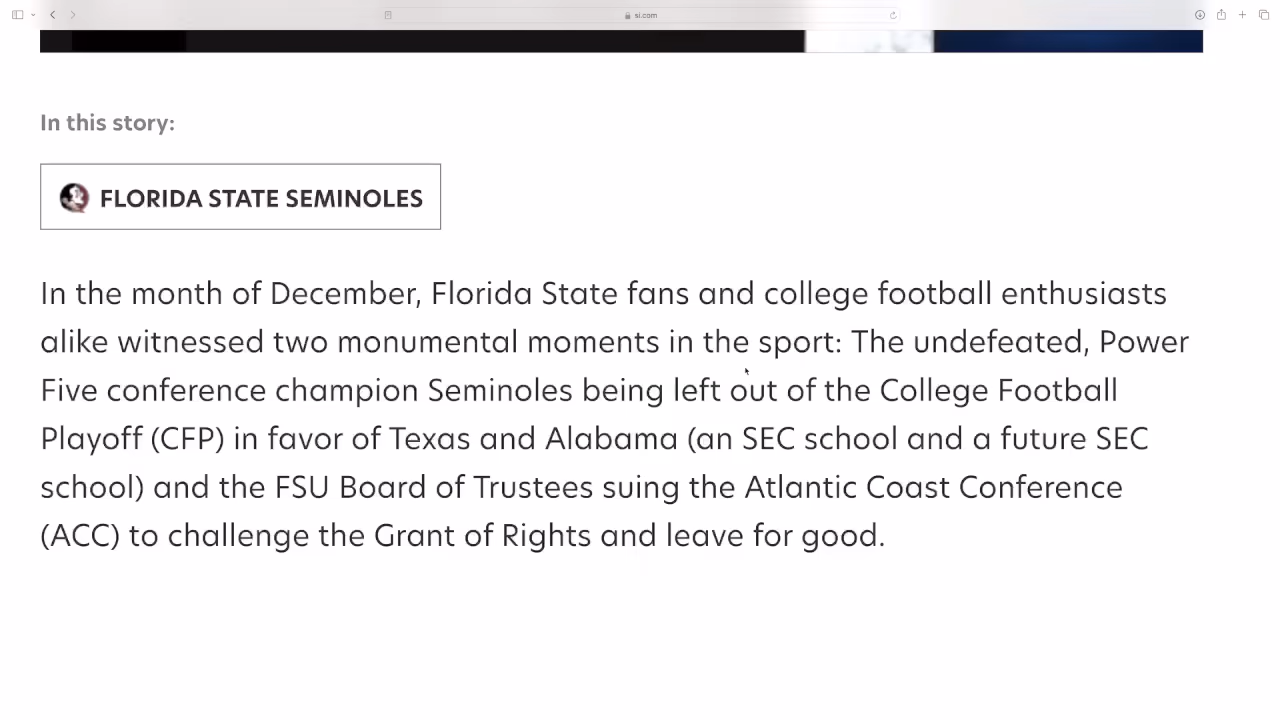 si.com
In this story:
FLORIDA STATE SEMINOLES
In the month of December, Florida State fans and college football enthusiasts
alike witnessed two monumental moments in the sport: The undefeated, Power
Five conference champion Seminoles being left out of the College Football
Playoff (CFP) in favor of Texas and Alabama (an SEC school and a future SEC
school) and the FSU Board of Trustees suing the Atlantic Coast Conference
(ACC) to challenge the Grant of Rights and leave for good.